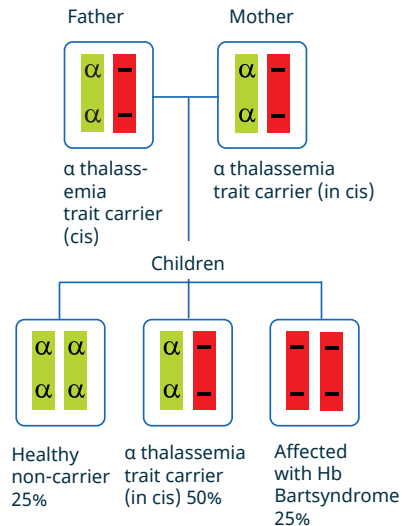 Father
Mother
α –
α –
α –
α –
α thalass-
emia
trait carrier
(cis)
α thalassemia
trait carrier (in cis)
Children
α α
α α
α –
α –
– –
– –
Healthy
non-carrier
25%
α thalassemia
trait carrier
(in cis) 50%
Affected
with Hb
Bartsyndrome
25%